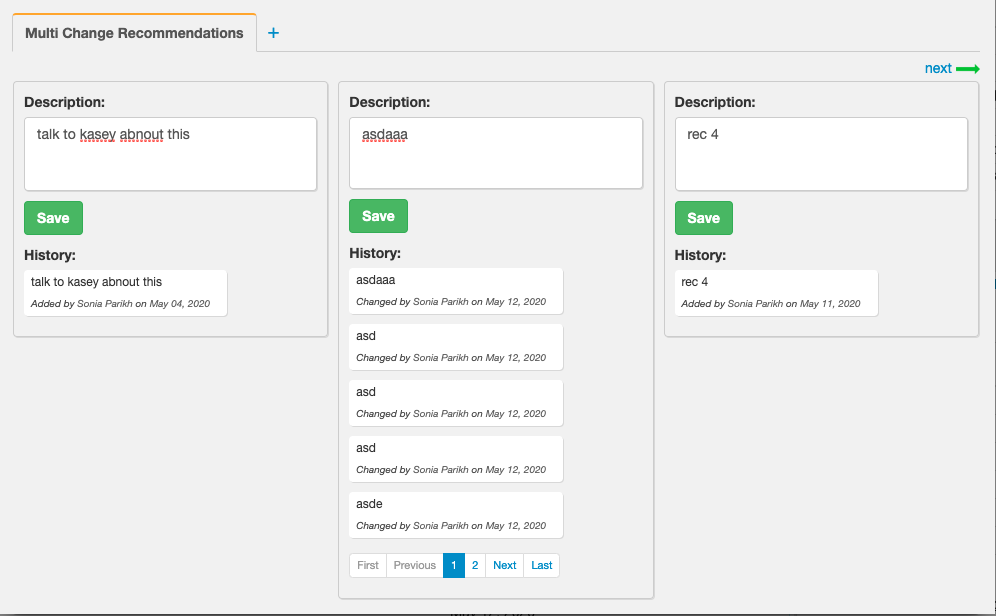 Multi Change Recommendations +
next
Description:
talk to kasey abnout this
Save
History:
talk to kasey abnout this
Added by Sonia Parikh on May 04, 2020
Description:
asdaaa
Save
History:
asdaaa
Changed by Sonia Parikh on May 12, 2020
asd
Changed by Sonia Parikh on May 12, 2020
asd
Changed by Sonia Parikh on May 12, 2020
asd
Changed by Sonia Parikh on May 12, 2020
asde
Changed by Sonia Parikh on May 12, 2020
First Previous 1 2 Next Last
Description:
rec 4
Save
History:
rec 4
Added by Sonia Parikh on May 11, 2020